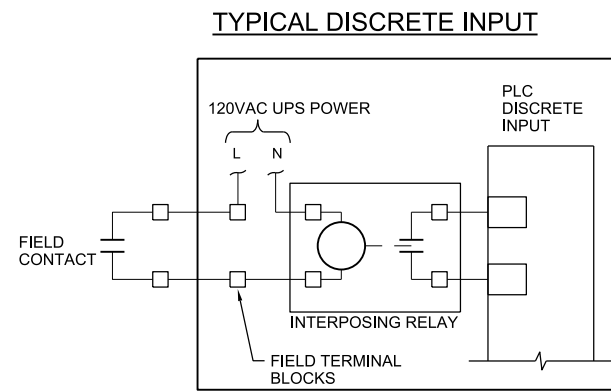 TYPICAL DISCRETE INPUT
PLC
DISCRETE
INPUT
120VAC UPS POWER
L N
FIELD
CONTACT
INTERPOSING RELAY
FIELD TERMINAL
BLOCKS